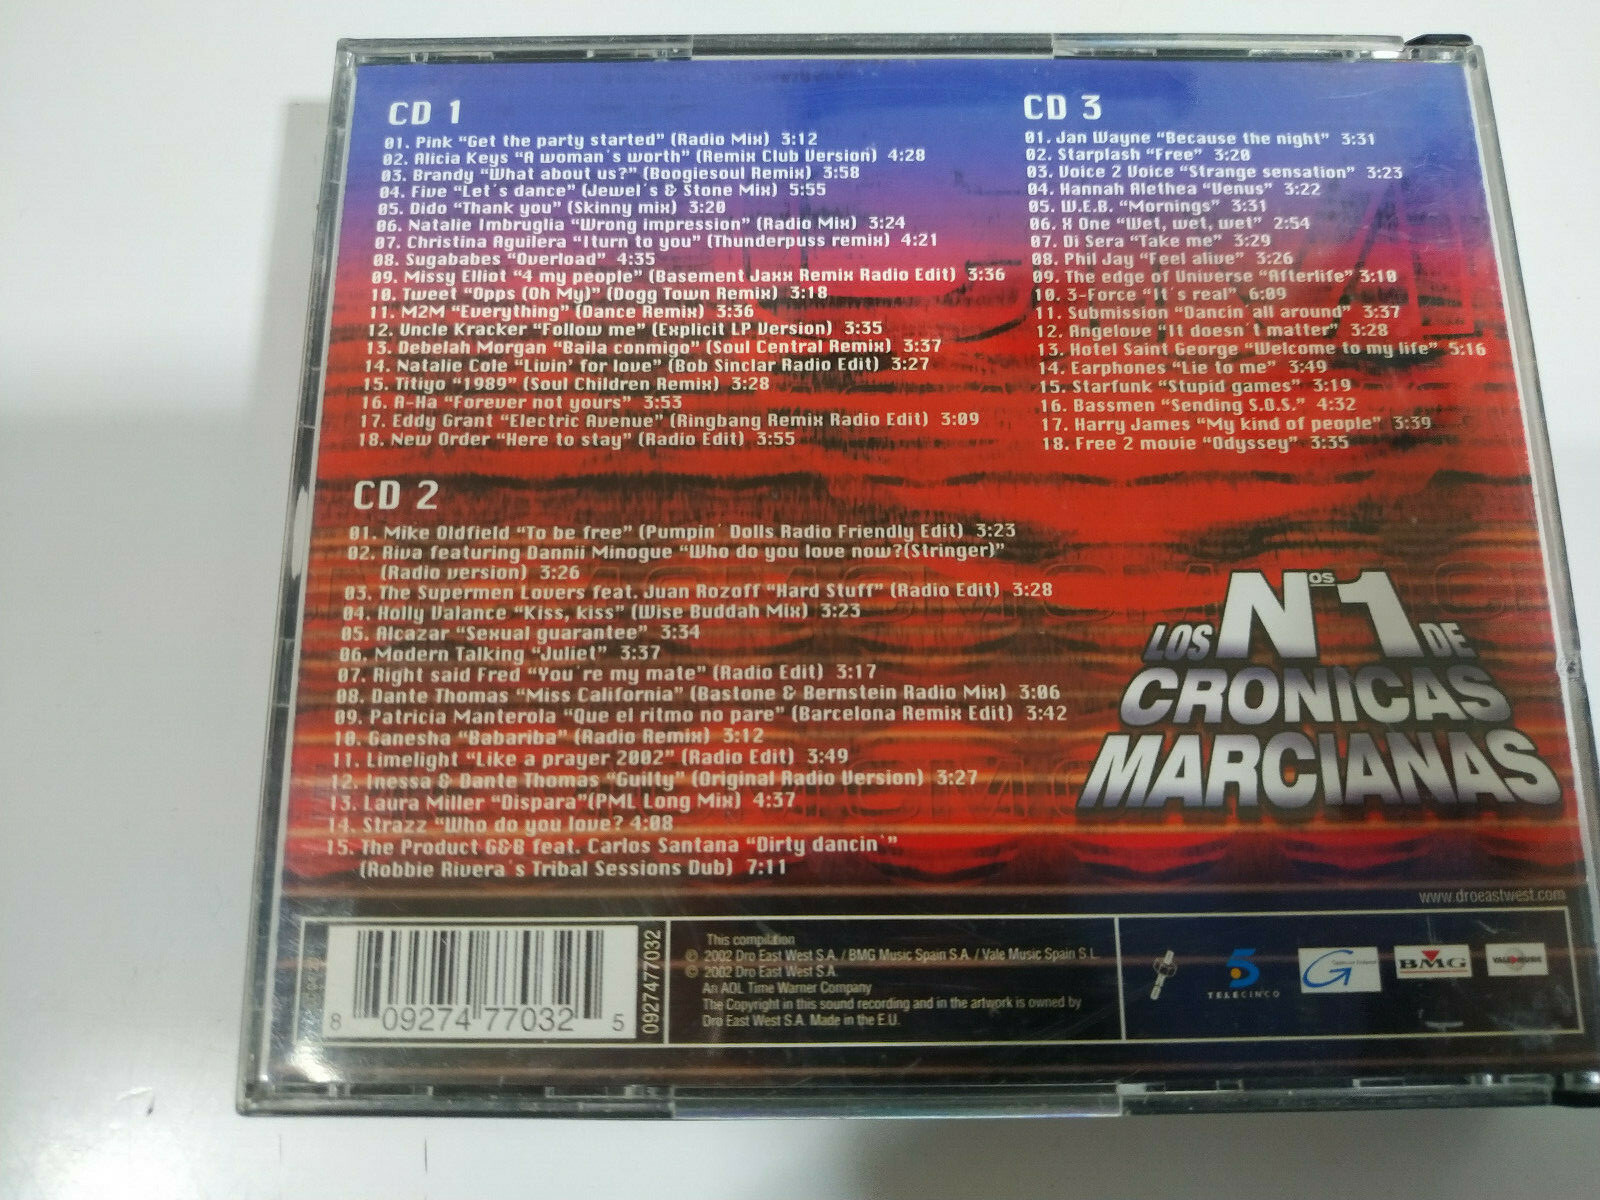 CD 1
01. Pink "Get the party started" (Radio Mix) 3:12
02. Alicia Keys "A woman's worth" (Remix Club Version) 4:28
03. Brandy "What about us?" (Boogiesoul Remix) 3:58
04. Five "Let's dance" (Jewel's & Stone Mix) 5:55
05. Dido "Thank you" (Skinny mix) 3:20
06. Natalie Imbruglia "Wrong impression" (Radio Mix) 3:24
07. Christina Aguilera "Iturn to you" (Thunderpuss remix) 4:21
08. Sugababes "Overload" 4:35
09. Missy Elliot "4 my people" (Basement Jaxx Remix Radio Edit) 3:36
10. Tweet "Opps (Oh My)" (Dogg Town Remix) 3:18
11. M2M "Everything" (Dance Remix) 3:36
12. Uncle Kracker "Follow me" (Explicit LP Version) 3:35
13. Debelah Morgan "Baila conmigo" (Soul Central Remix) 3:37
14. Natalie Cole "Livin' for love" (Bob Sinclar Radio Edit) 3:27
15. Titiyo "1989" (Soul Children Remix) 3:28
16. A-Ha "Forever not yours" 3:53
17. Eddy Grant "Electric Avenue" (Ringbang Remix Radio Edit) 3:09
18. New Order "Here to stay" (Radio Edit) 3:55
CD 2
01. Mike Oldfield "To be free" (Pumpin' Dolls Radio Friendly Edit) 3:23
02. Riva featuring Dannii Minogue "Who do you love now?(Stringer)"
(Radio version) 3:26
03. The Supermen Lovers feat. Juan Rozoff "Hard Stuff" (Radio Edit) 3:28
04. Holly Valance "Kiss, kiss" (Wise Buddah Mix) 3:23
05. Alcazar "Sexual guarantee" 3:34
06. Modern Talking "Juliet" 3:37
07. Right said Fred "You're my mate" (Radio Edit) 3:17
08. Dante Thomas "Miss California" (Bastone & Bernstein Radio Mix) 3:06
09. Patricia Manterola "Que el ritmo no pare" (Barcelona Remix Edit) 3:42
10. Ganesha "Babariba" (Radio Remix) 3:12
11. Limelight "Like a prayer 2002" (Radio Edit) 3:49
12. Inessa & Dante Thomas "Guilty" (Original Radio Version) 3:27
13. Laura Miller "Dispara"(PML Long Mix) 4:37
14. Strazz "Who do you love? 4:08
15. The Product G&B feat. Carlos Santana "Dirty dancin'"
(Robbie Rivera's Tribal Sessions Dub) 7:11
CD 3
01. Jan Wayne "Because the night" 3:31
02. Starplash "Free" 3:20
03. Voice 2 Voice "Strange sensation" 3:23
04. Hannah Alethea "Venus" 3:22
05. W.E.B. "Mornings" 3:31
06. X One "Wet, wet, wet" 2:54
07. Di Sera "Take me" 3:29
08. Phil Jay "Feel alive" 3:26
09. The edge of Universe "Afterlife" 3:10
10. 3-Force "It's real" 6:09
11. Submission "Dancin'all around" 3:37
12. Angelove "It doesn't matter" 3:28
13. Hotel Saint George "Welcome to my life" 5:16
14. Earphones "Lie to me" 3:49
15. Starfunk "Stupid games" 3:19
16. Bassmen "Sending S.O.S." 4:32
17. Harry James "My kind of people" 3:39
18. Free 2 movie "Odyssey" 3:35
LOS Nos1 DE
CRONICAS
MARCIANAS
www.droeastwest.com
8 09274 77032 5
0927477032
This compilation
℗ 2002 Dro East West S.A. / BMG Music Spain S.A. / Vale Music Spain S.L.
© 2002 Dro East West S.A.
An AOL Time Warner Company
The Copyright in this sound recording and in the artwork is owned by
Dro East West S.A. Made in the E.U.
5
TELECINCO
G
BMG
VALE MUSIC